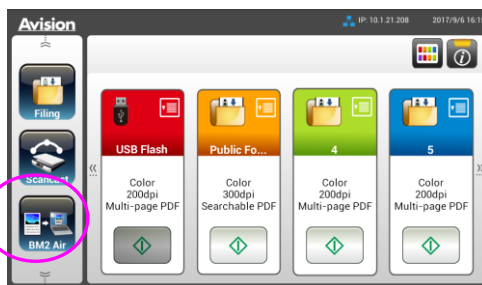 Avision
IP: 10.1.21.208
2017/9/6 16:1
Filing
Scancast
BM2 Air
USB Flash
Color
200dpi
Multi-page PDF
Public Fo...
Color
300dpi
Searchable PDF
4
Color
200dpi
Multi-page PDF
5
Color
200dpi
Multi-page PDF